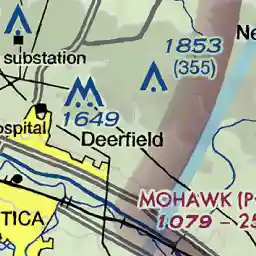 1853
Ne
substation
(355)
1649
ospital
Deerfield
MOHAWK (P
TICA
1079 – 25